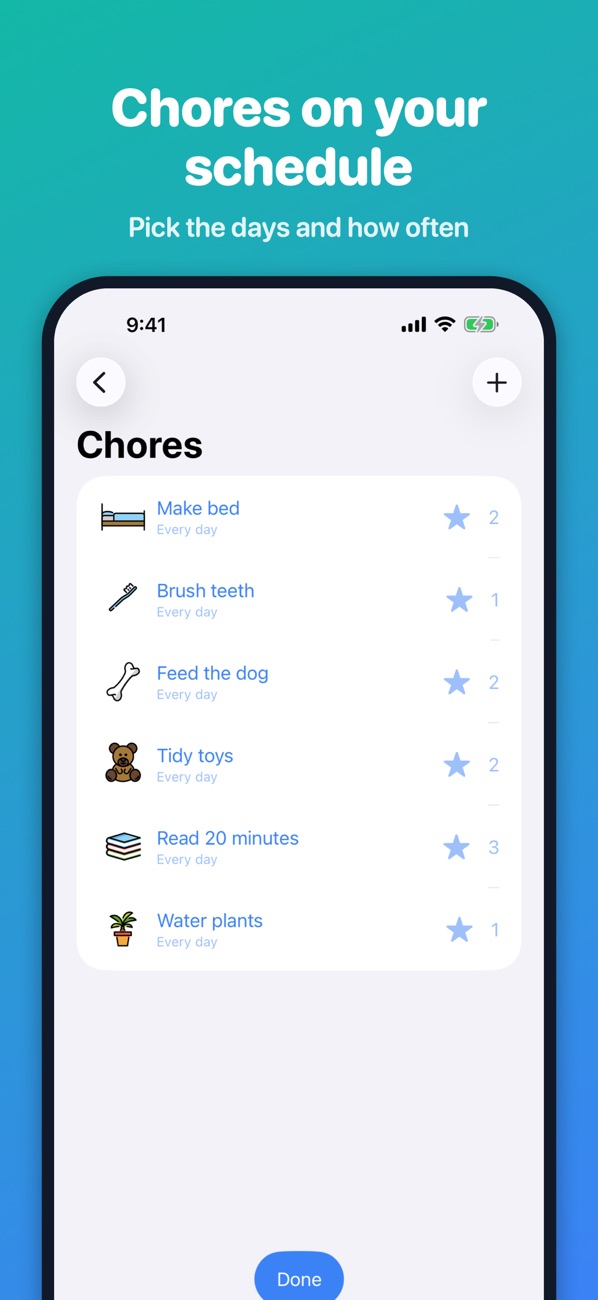 Chores on your
schedule
Pick the days and how often
9:41
Chores
Make bed
Every day
2
Brush teeth
Every day
1
Feed the dog
Every day
2
Tidy toys
Every day
2
Read 20 minutes
Every day
3
Water plants
Every day
1
Done